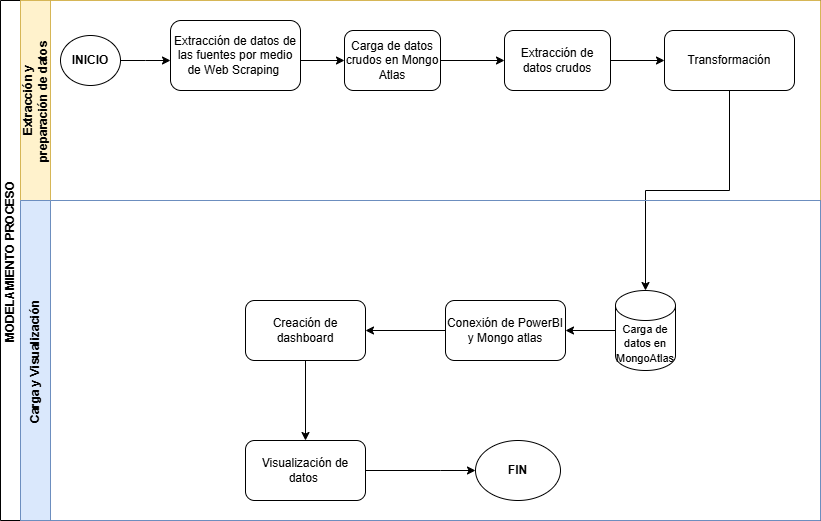 MODELAMIENTO PROCESO
Extracción y
preparación de datos
INICIO
Extracción de datos de
las fuentes por medio
de Web Scraping
Carga de datos
crudos en Mongo
Atlas
Extracción de
datos crudos
Transformación
Carga y Visualización
Creación de
dashboard
Conexión de PowerBI
y Mongo atlas
Carga de
datos en
MongoAtlas
Visualización de
datos
FIN